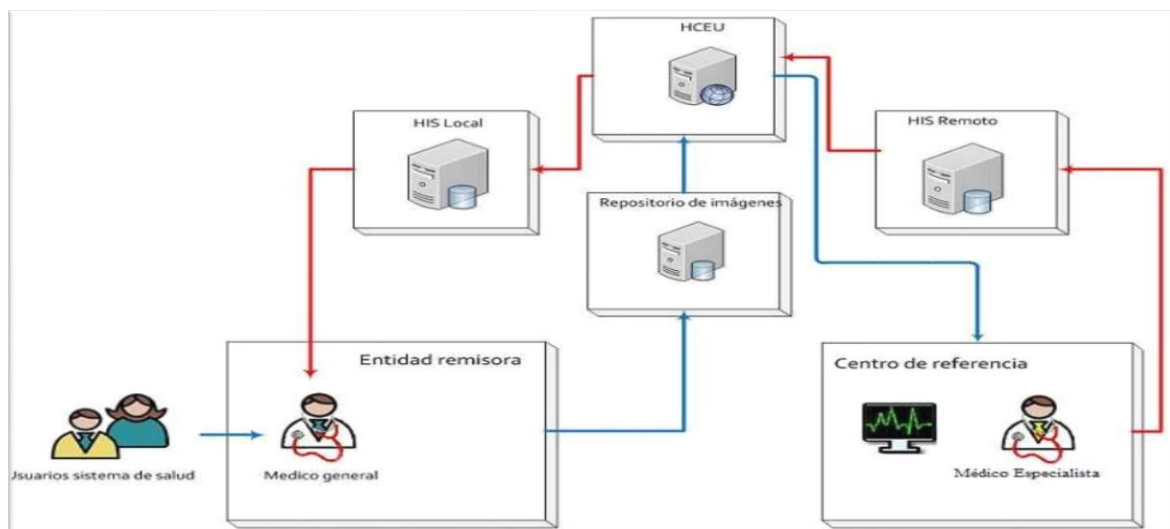 HCEU
HIS Local
HIS Remoto
Repositorio de imágenes
Entidad remisora
Centro de referencia
Usuarios sistema de salud
Medico general
Médico Especialista